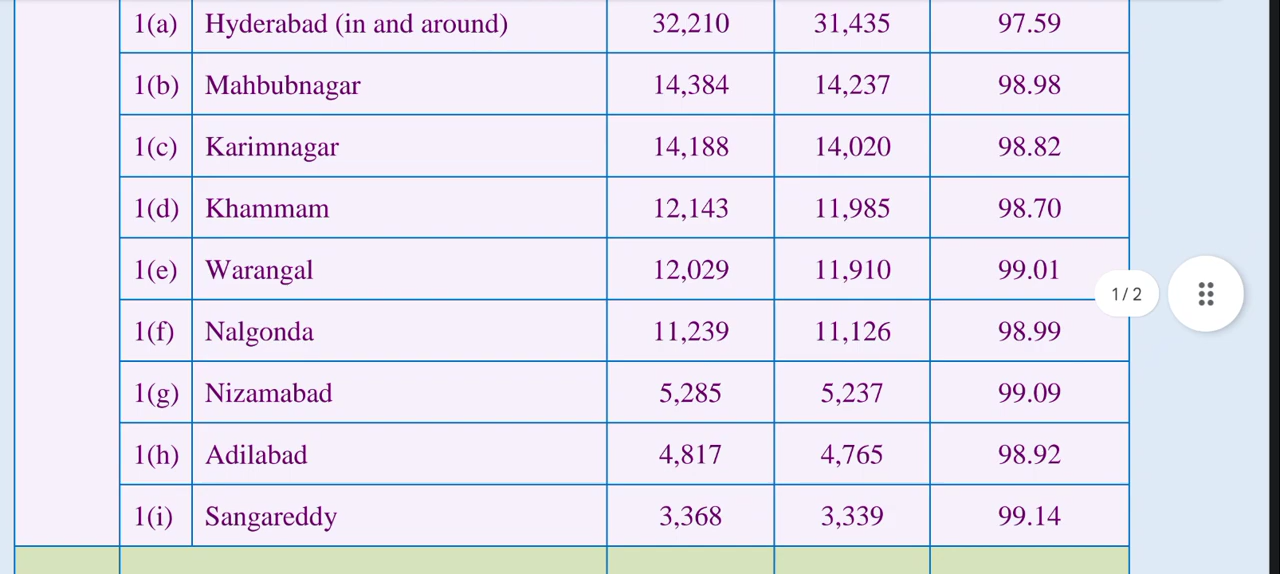 1(a) Hyderabad (in and around) 32,210 31,435 97.59
1(b) Mahbubnagar 14,384 14,237 98.98
1(c) Karimnagar 14,188 14,020 98.82
1(d) Khammam 12,143 11,985 98.70
1(e) Warangal 12,029 11,910 99.01
1/2
1(f) Nalgonda 11,239 11,126 98.99
1(g) Nizamabad 5,285 5,237 99.09
1(h) Adilabad 4,817 4,765 98.92
1(i) Sangareddy 3,368 3,339 99.14